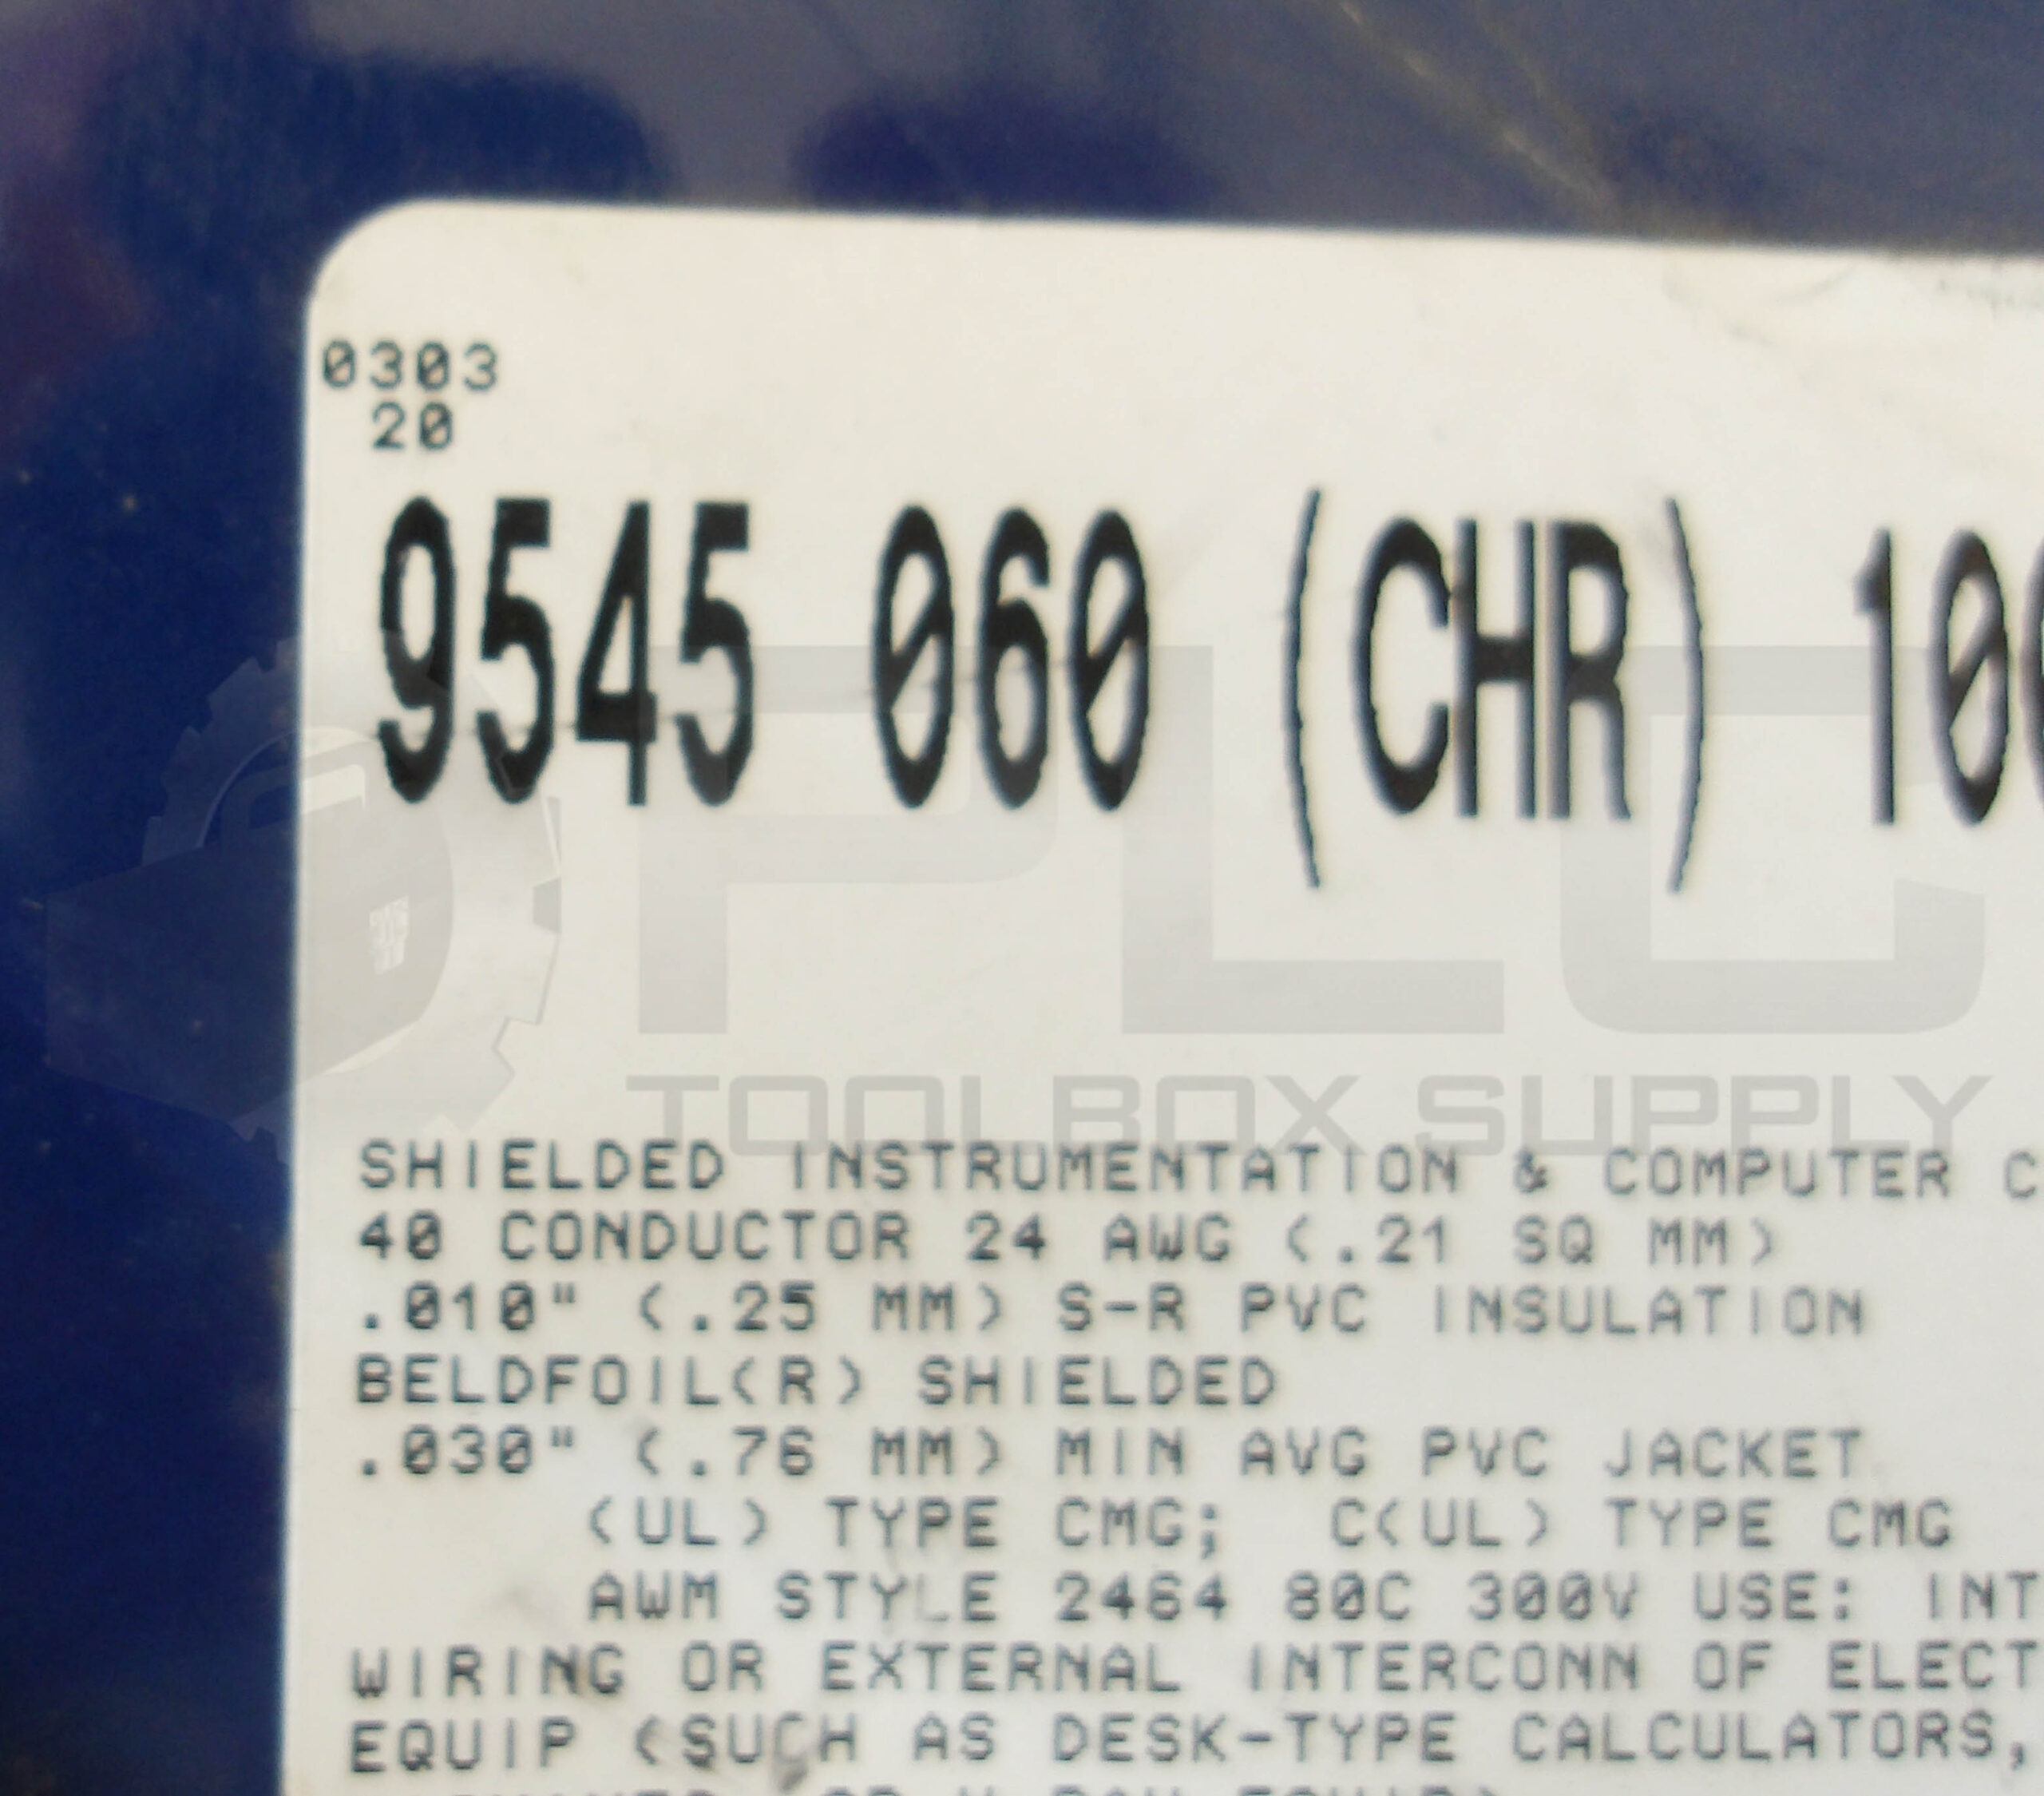 0303
20
9545 060 (CHR) 10
PLC
TOOLBOX SUPPLY
SHIELDED INSTRUMENTATION & COMPUTER C
40 CONDUCTOR 24 AWG (.21 SQ MM)
.010" (.25 MM) S-R PVC INSULATION
BELDFOIL(R) SHIELDED
.030" (.76 MM) MIN AVG PVC JACKET
(UL) TYPE CMG; C(UL) TYPE CMG
AWM STYLE 2464 80C 300V USE: INT
WIRING OR EXTERNAL INTERCONN OF ELECT
EQUIP (SUCH AS DESK-TYPE CALCULATORS,